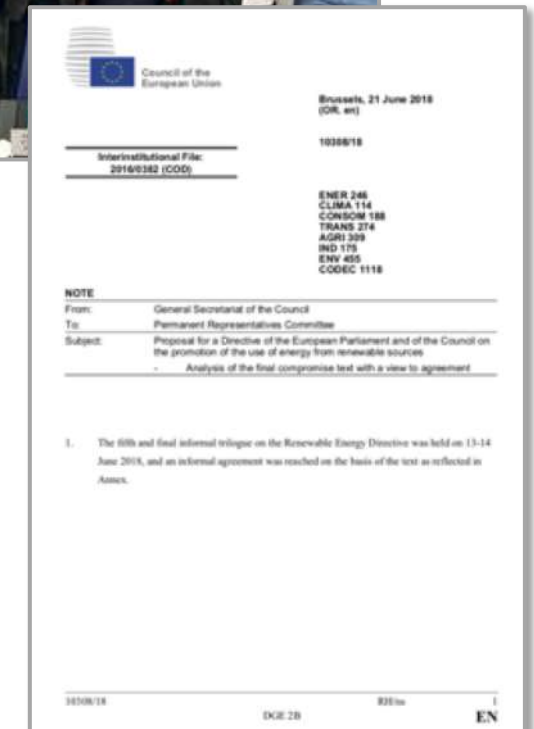 Council of the
European Union
Brussels, 21 June 2018
(OR. en)
10308/18
Interinstitutional File:
2016/0382 (COD)
ENER 246
CLIMA 114
CONSOM 188
TRANS 274
AGRI 309
IND 175
ENV 455
CODEC 1118
NOTE
From: General Secretariat of the Council
To: Permanent Representatives Committee
Subject: Proposal for a Directive of the European Parliament and of the Council on
the promotion of the use of energy from renewable sources
- Analysis of the final compromise text with a view to agreement
1. The fifth and final informal trilogue on the Renewable Energy Directive was held on 13-14
June 2018, and an informal agreement was reached on the basis of the text as reflected in
Annex.
10308/18 1
DGE 2B EN